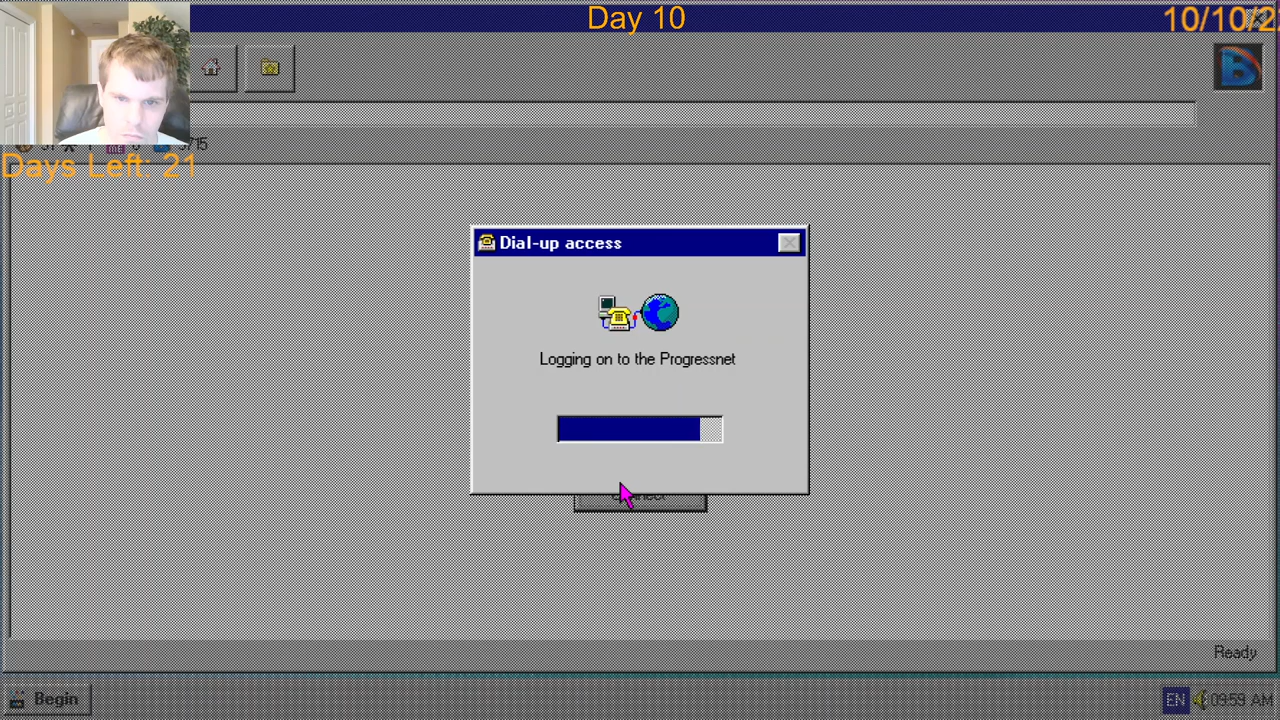 Day 10
10/10/2
Days Left: 21
Dial-up access
Logging on to the Progressnet
Ready
Begin
EN
09:59 AM